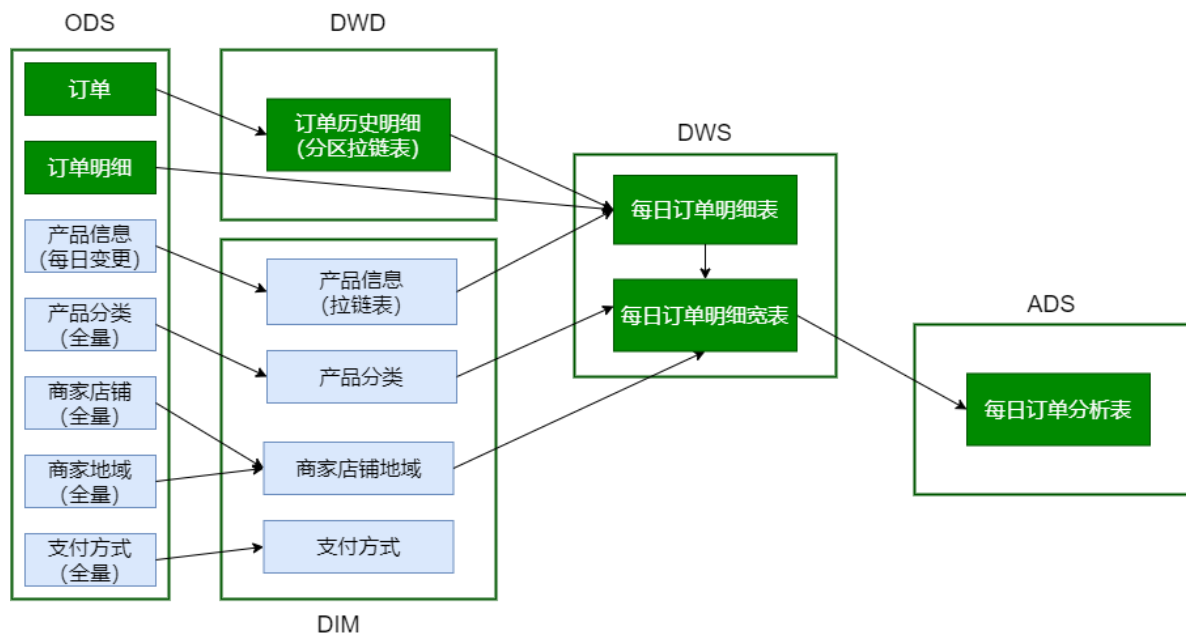 ODS
订单
订单明细
产品信息
(每日变更)
产品分类
(全量)
商家店铺
(全量)
商家地域
(全量)
支付方式
(全量)
DWD
订单历史明细
(分区拉链表)
产品信息
(拉链表)
产品分类
商家店铺地域
支付方式
DIM
DWS
每日订单明细表
每日订单明细宽表
ADS
每日订单分析表